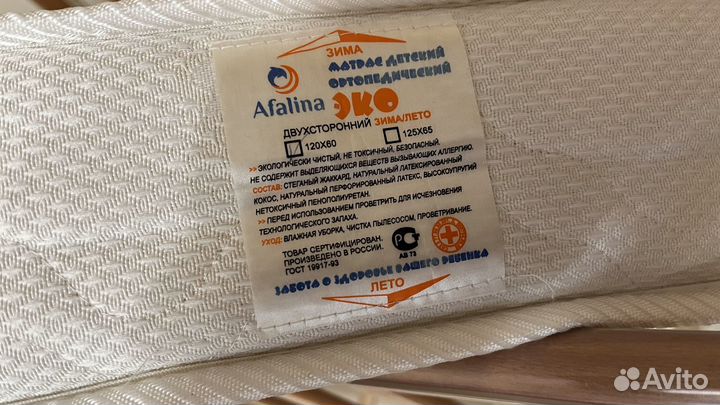 ЗИМА
МАТРАС ДЕТСКИЙ
ОРТОПЕДИЧЕСКИЙ
Afalina ЭКО
ДВУХСТОРОННИЙ ЗИМА/ЛЕТО
120X60 125X65
>> ЭКОЛОГИЧЕСКИ ЧИСТЫЙ, НЕ ТОКСИЧНЫЙ, БЕЗОПАСНЫЙ,
НЕ СОДЕРЖИТ ВЫДЕЛЯЮЩИХСЯ ВЕЩЕСТВ ВЫЗЫВАЮЩИХ АЛЛЕРГИЮ.
СОСТАВ: СТЕГАНЫЙ ЖАККАРД, НАТУРАЛЬНЫЙ ЛАТЕКСИРОВАННЫЙ
КОКОС, НАТУРАЛЬНЫЙ ПЕРФОРИРОВАННЫЙ ЛАТЕКС, ВЫСОКОУПРУГИЙ
НЕТОКСИЧНЫЙ ПЕНОПОЛИУРЕТАН.
>> ПЕРЕД ИСПОЛЬЗОВАНИЕМ ПРОВЕТРИТЬ ДЛЯ ИСЧЕЗНОВЕНИЯ
ТЕХНОЛОГИЧЕСКОГО ЗАПАХА.
УХОД: ВЛАЖНАЯ УБОРКА, ЧИСТКА ПЫЛЕСОСОМ, ПРОВЕТРИВАНИЕ.
ТОВАР СЕРТИФИЦИРОВАН.
ПРОИЗВЕДЕНО В РОССИИ.
ГОСТ 19917-93
АВ 73
ЗАБОТА О ЗДОРОВЬЕ ВАШЕГО РЕБЕНКА
ЛЕТО
Avito